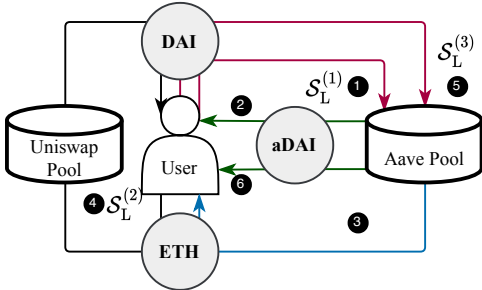 DAI
𝒮_L^(3)
𝒮_L^(1) 1
5
2
Uniswap
Pool
User
aDAI
Aave Pool
6
4 𝒮_L^(2)
3
ETH